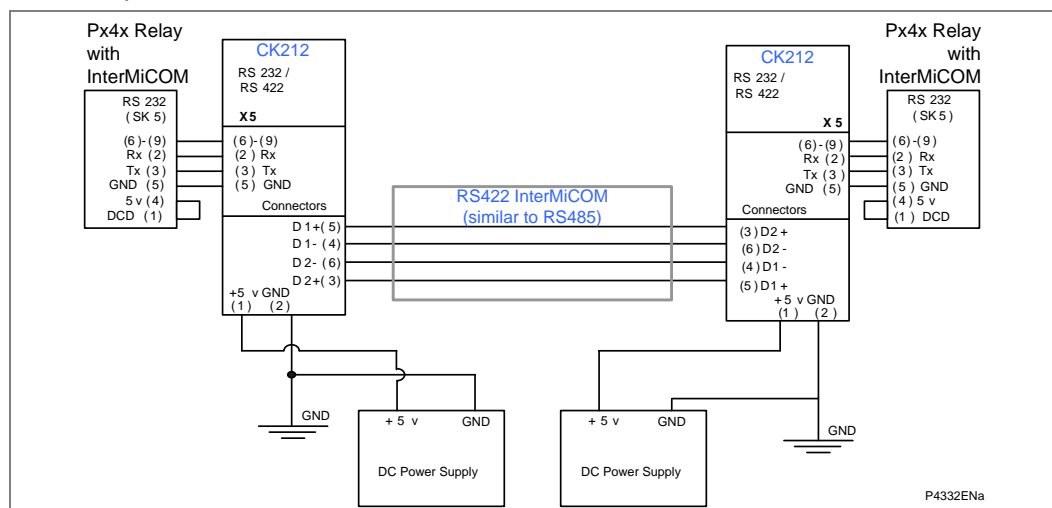 Px4x Relay
with
InterMiCOM
RS 232
(SK 5)
(6)-(9)
Rx (2)
Tx (3)
GND (5)
5 v (4)
DCD (1)
CK212
RS 232 /
RS 422
X5
(6)-(9)
(2) Rx
(3) Tx
(5) GND
Connectors
D1+(5)
D1-(4)
D2-(6)
D2+(3)
+5 v GND
(1) (2)
RS422 InterMiCOM
(similar to RS485)
CK212
RS 232 /
RS 422
X 5
(6)-(9)
Rx (2)
Tx (3)
GND (5)
Connectors
(3) D2 +
(6) D2 -
(4) D1 -
(5) D1 +
+5 v GND
(1) (2)
Px4x Relay
with
InterMiCOM
RS 232
(SK 5)
(6)-(9)
(2) Rx
(3) Tx
(5) GND
(4) 5 v
(1) DCD
GND
+ 5 v GND
DC Power Supply
+ 5 v GND
DC Power Supply
GND
P4332ENa